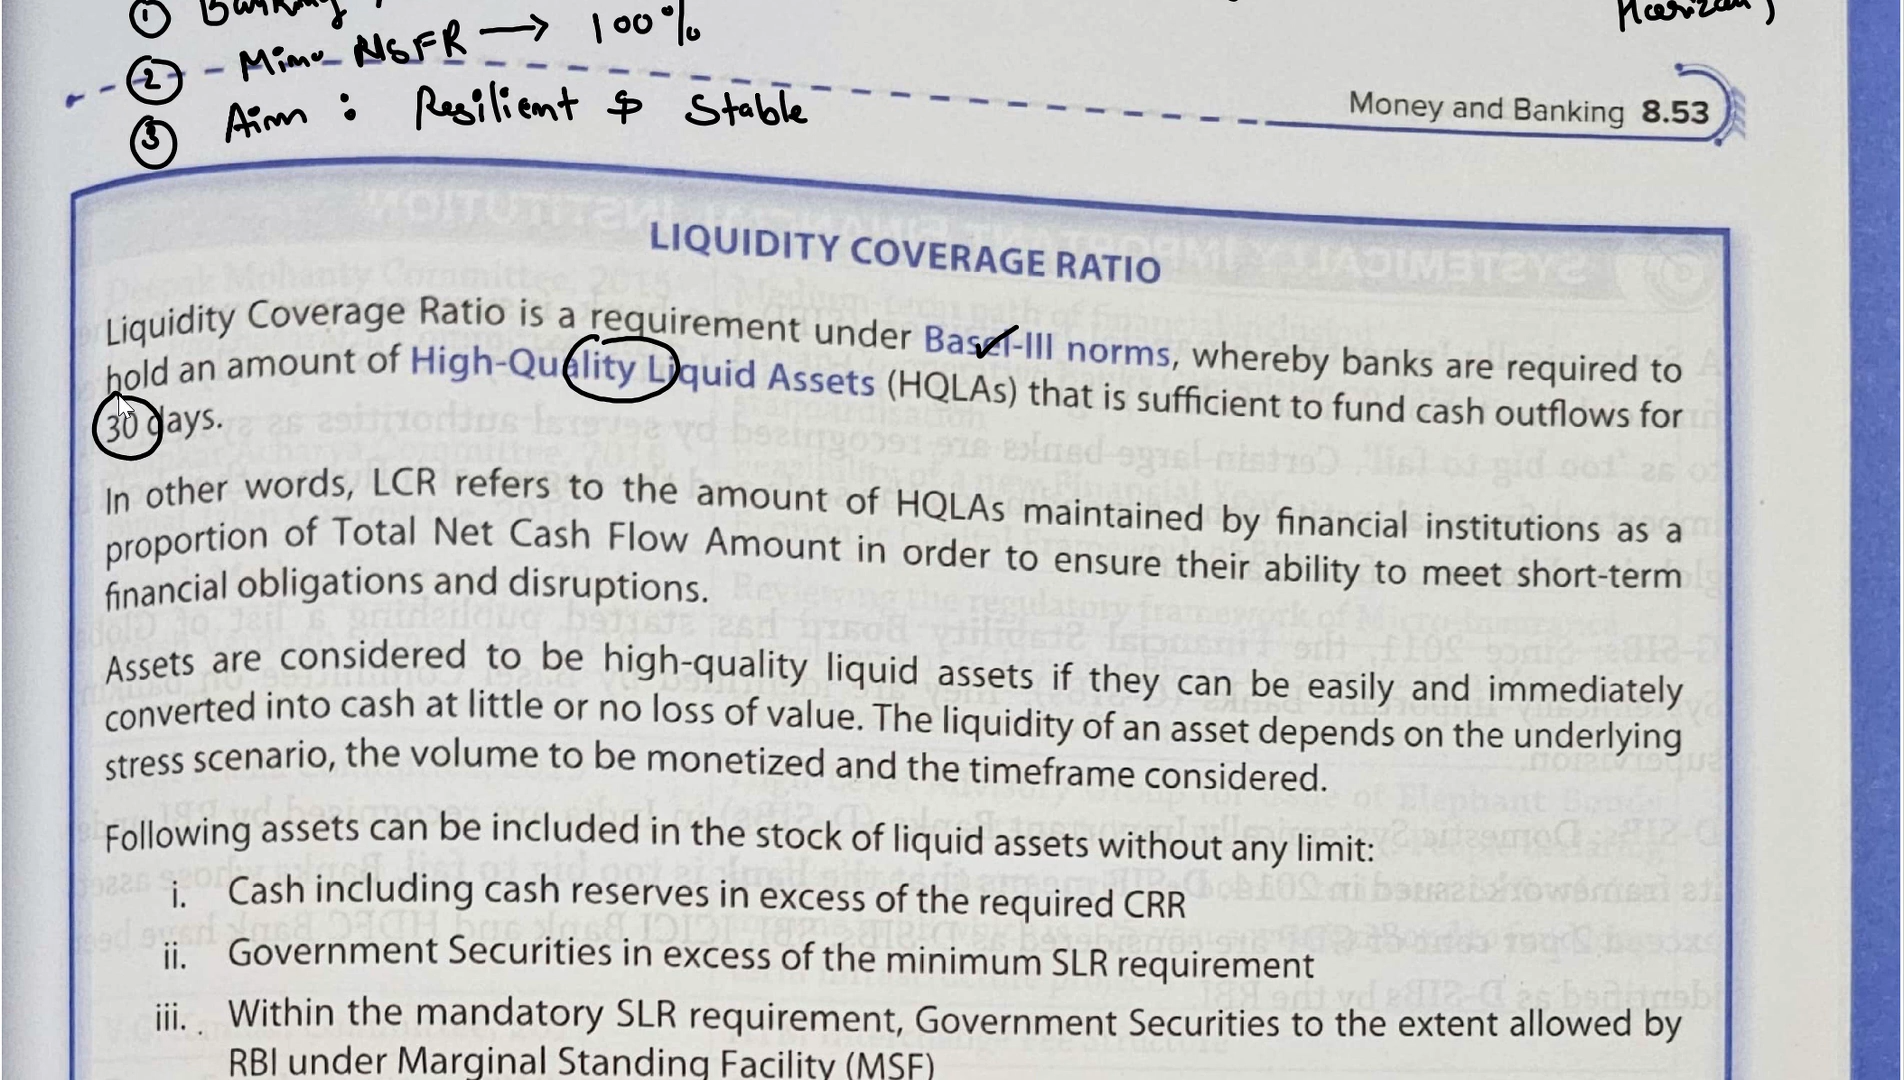 ① Banking
② Mim. NSFR → 100%
③ Aim : Resilient & Stable
Horizon)
Money and Banking 8.53
LIQUIDITY COVERAGE RATIO
Liquidity Coverage Ratio is a requirement under Basel-III norms, whereby banks are required to
hold an amount of High-Quality Liquid Assets (HQLAs) that is sufficient to fund cash outflows for
30 days.
In other words, LCR refers to the amount of HQLAs maintained by financial institutions as a
proportion of Total Net Cash Flow Amount in order to ensure their ability to meet short-term
financial obligations and disruptions.
Assets are considered to be high-quality liquid assets if they can be easily and immediately
converted into cash at little or no loss of value. The liquidity of an asset depends on the underlying
stress scenario, the volume to be monetized and the timeframe considered.
Following assets can be included in the stock of liquid assets without any limit:
i. Cash including cash reserves in excess of the required CRR
ii. Government Securities in excess of the minimum SLR requirement
iii. Within the mandatory SLR requirement, Government Securities to the extent allowed by
RBI under Marginal Standing Facility (MSF)